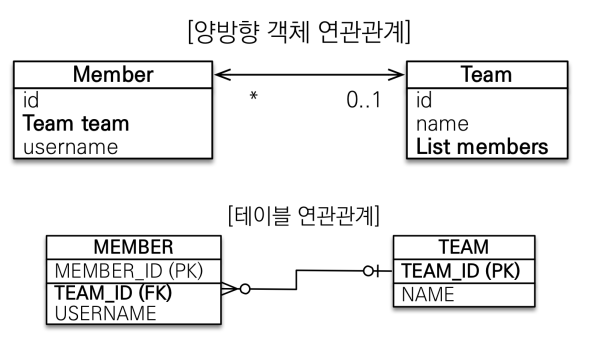 [양방향 객체 연관관계]
Member
id
Team team
username
* 0..1
Team
id
name
List members
[테이블 연관관계]
MEMBER
MEMBER_ID (PK)
TEAM_ID (FK)
USERNAME
TEAM
TEAM_ID (PK)
NAME